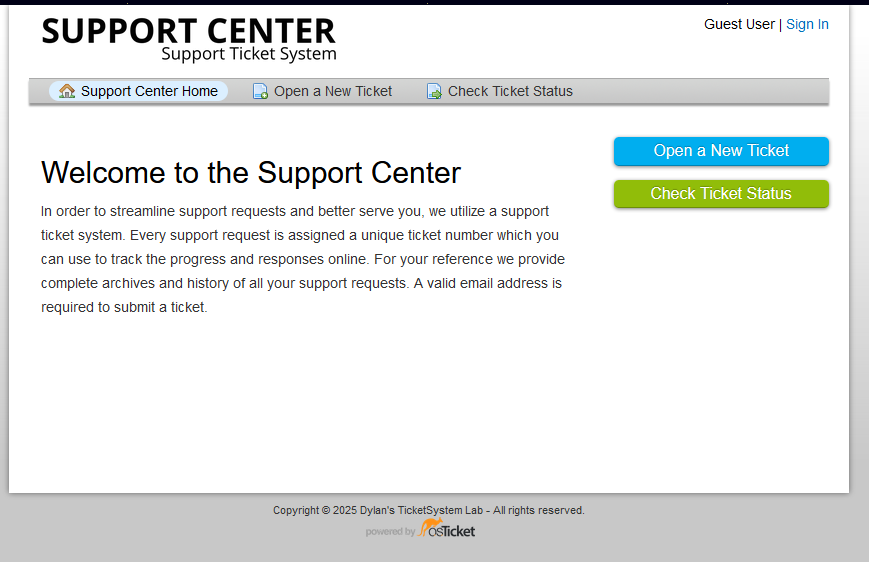 SUPPORT CENTER
Support Ticket System
Guest User | Sign In
Support Center Home
Open a New Ticket
Check Ticket Status
Open a New Ticket
Check Ticket Status
Welcome to the Support Center
In order to streamline support requests and better serve you, we utilize a support
ticket system. Every support request is assigned a unique ticket number which you
can use to track the progress and responses online. For your reference we provide
complete archives and history of all your support requests. A valid email address is
required to submit a ticket.
Copyright © 2025 Dylan's TicketSystem Lab - All rights reserved.
powered by osTicket